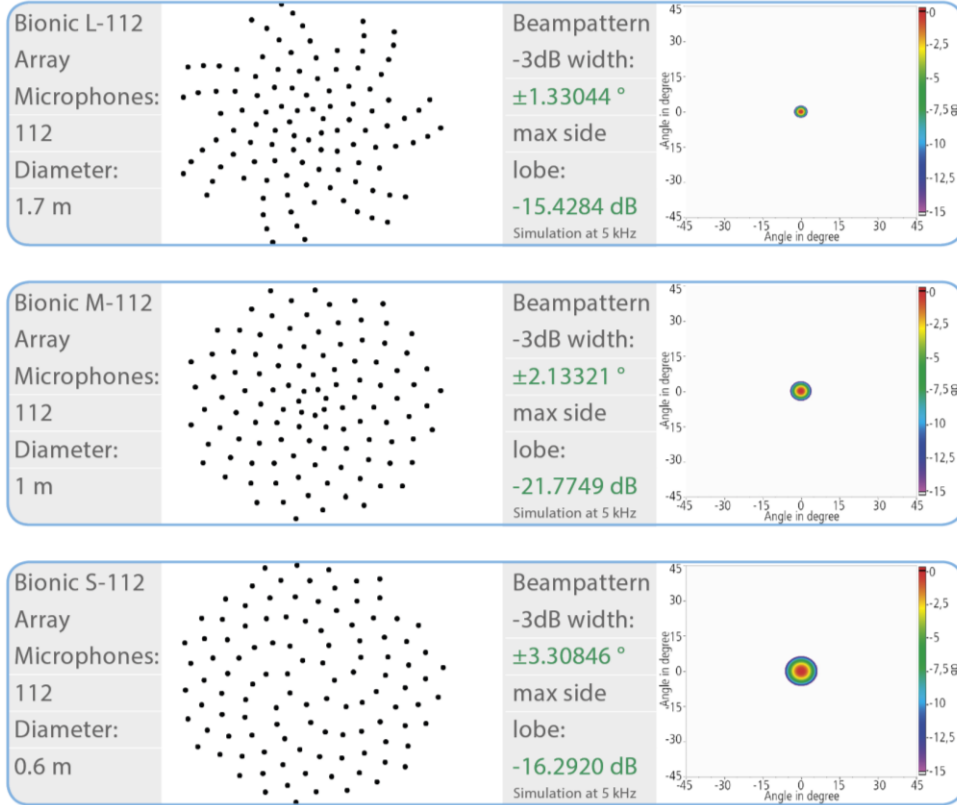 Bionic L-112
Array
Microphones:
112
Diameter:
1.7 m
Beampattern
-3dB width:
±1.33044 °
max side
lobe:
-15.4284 dB
Simulation at 5 kHz
Angle in degree
45
30
15
0
-15
-30
-45
-45 -30 -15 0 15 30 45
Angle in degree
0
-2,5
-5
-7,5
-10
-12,5
-15
dB
Bionic M-112
Array
Microphones:
112
Diameter:
1 m
Beampattern
-3dB width:
±2.13321 °
max side
lobe:
-21.7749 dB
Simulation at 5 kHz
Angle in degree
45
30
15
0
-15
-30
-45
-45 -30 -15 0 15 30 45
Angle in degree
0
-2,5
-5
-7,5
-10
-12,5
-15
dB
Bionic S-112
Array
Microphones:
112
Diameter:
0.6 m
Beampattern
-3dB width:
±3.30846 °
max side
lobe:
-16.2920 dB
Simulation at 5 kHz
Angle in degree
45
30
15
0
-15
-30
-45
-45 -30 -15 0 15 30 45
Angle in degree
0
-2,5
-5
-7,5
-10
-12,5
-15
dB